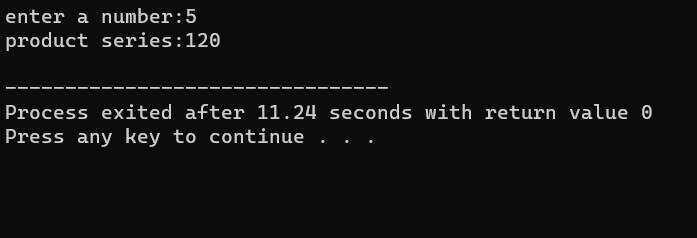 enter a number:5
product series:120
--------------------------------
Process exited after 11.24 seconds with return value 0
Press any key to continue . . .